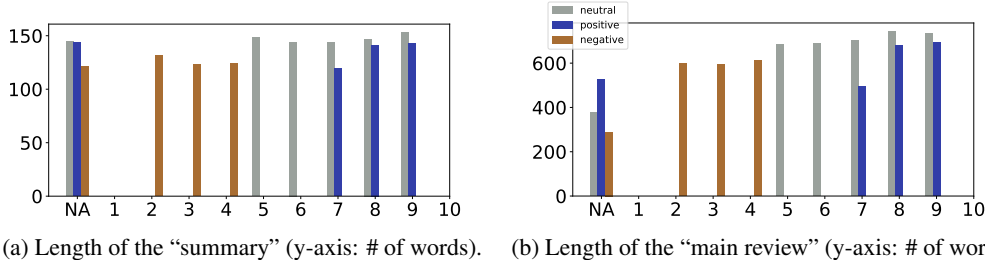 neutral
positive
negative
150
100
50
0
NA 1 2 3 4 5 6 7 8 9 10
600
400
200
0
NA 1 2 3 4 5 6 7 8 9 10
(a) Length of the “summary” (y-axis: # of words).
(b) Length of the “main review” (y-axis: # of wor